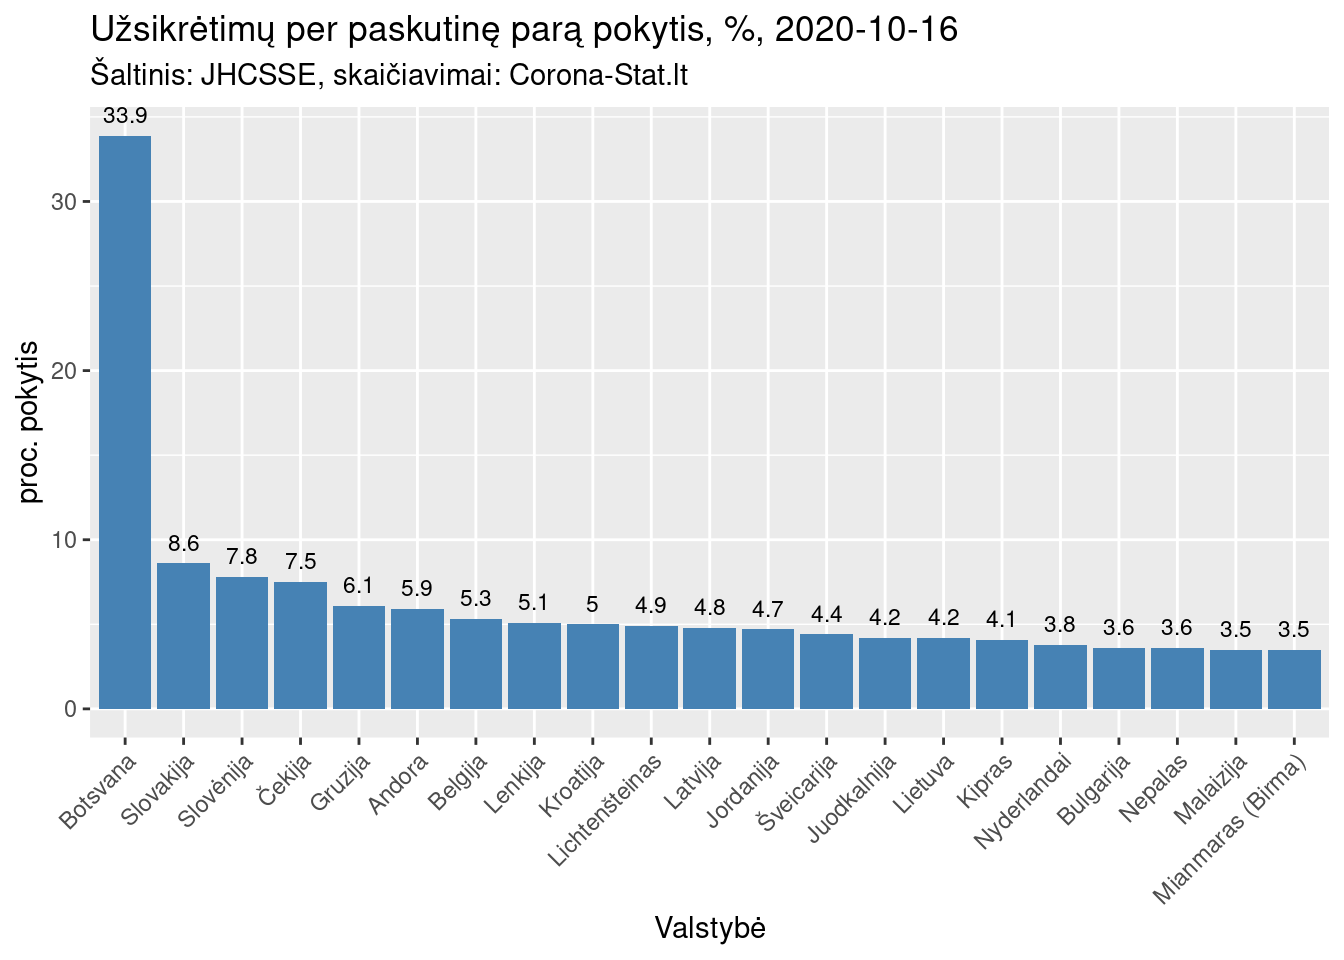 Užsikrėtimų per paskutinę parą pokytis, %, 2020-10-16
Šaltinis: JHCSSE, skaičiavimai: Corona-Stat.lt
33.9
8.6
7.8
7.5
6.1
5.9
5.3
5.1
5
4.9
4.8
4.7
4.4
4.2
4.2
4.1
3.8
3.6
3.6
3.5
3.5
30
20
10
0
proc. pokytis
Botsvana
Slovakija
Slovėnija
Čekija
Gruzija
Andora
Belgija
Lenkija
Kroatija
Lichtenšteinas
Latvija
Jordanija
Šveicarija
Juodkalnija
Lietuva
Kipras
Nyderlandai
Bulgarija
Nepalas
Malaizija
Mianmaras (Birma)
Valstybė